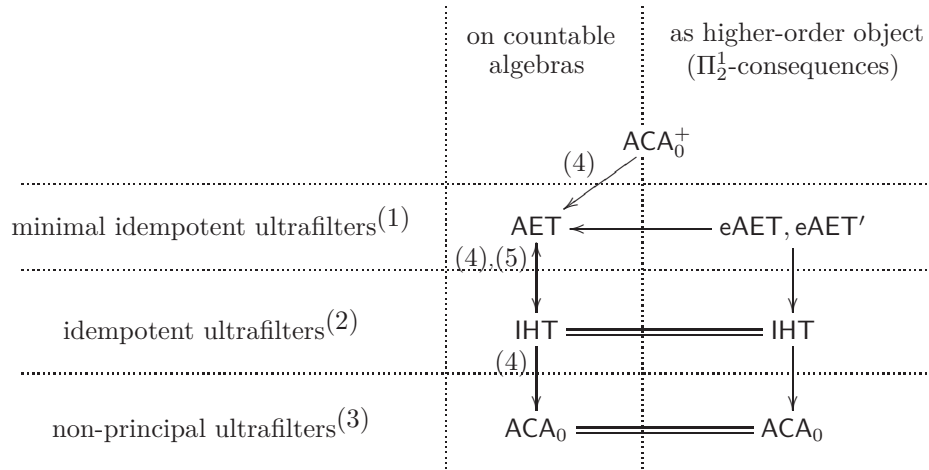 on countable algebras
as higher-order object
(Π¹₂-consequences)
ACA₀⁺
(4)
minimal idempotent ultrafilters(1)
AET
eAET, eAET′
(4),(5)
idempotent ultrafilters(2)
IHT
IHT
(4)
non-principal ultrafilters(3)
ACA₀
ACA₀